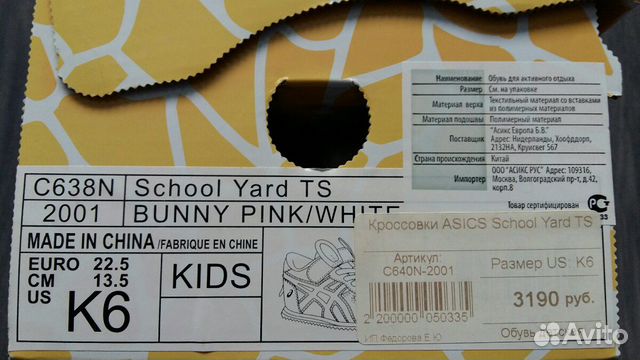 Наименование Обувь для активного отдыха
Размер См. на упаковке
Материал верха Текстильный материал со вставками из полимерных материалов
Материал подошвы Полимерный материал
Поставщик "Асикс Европа Б.В." Адрес: Нидерланды, Хоофддорп, 2132НА, Круисвег 567
Страна происхождения Китай
Импортер ООО "АСИКС РУС" Адрес: 109316, Москва, Волгоградский пр-т, д.42, корп.8
Товар сертифицирован
C638N School Yard TS
2001 BUNNY PINK/WHITE
MADE IN CHINA/FABRIQUE EN CHINE
EURO 22.5
CM 13.5
US K6
KIDS
Кроссовки ASICS School Yard TS
Артикул:
C640N-2001
Размер US: K6
3190 руб.
2 200000 050335
ИП Федорова Е.Ю
Обувь
Avito